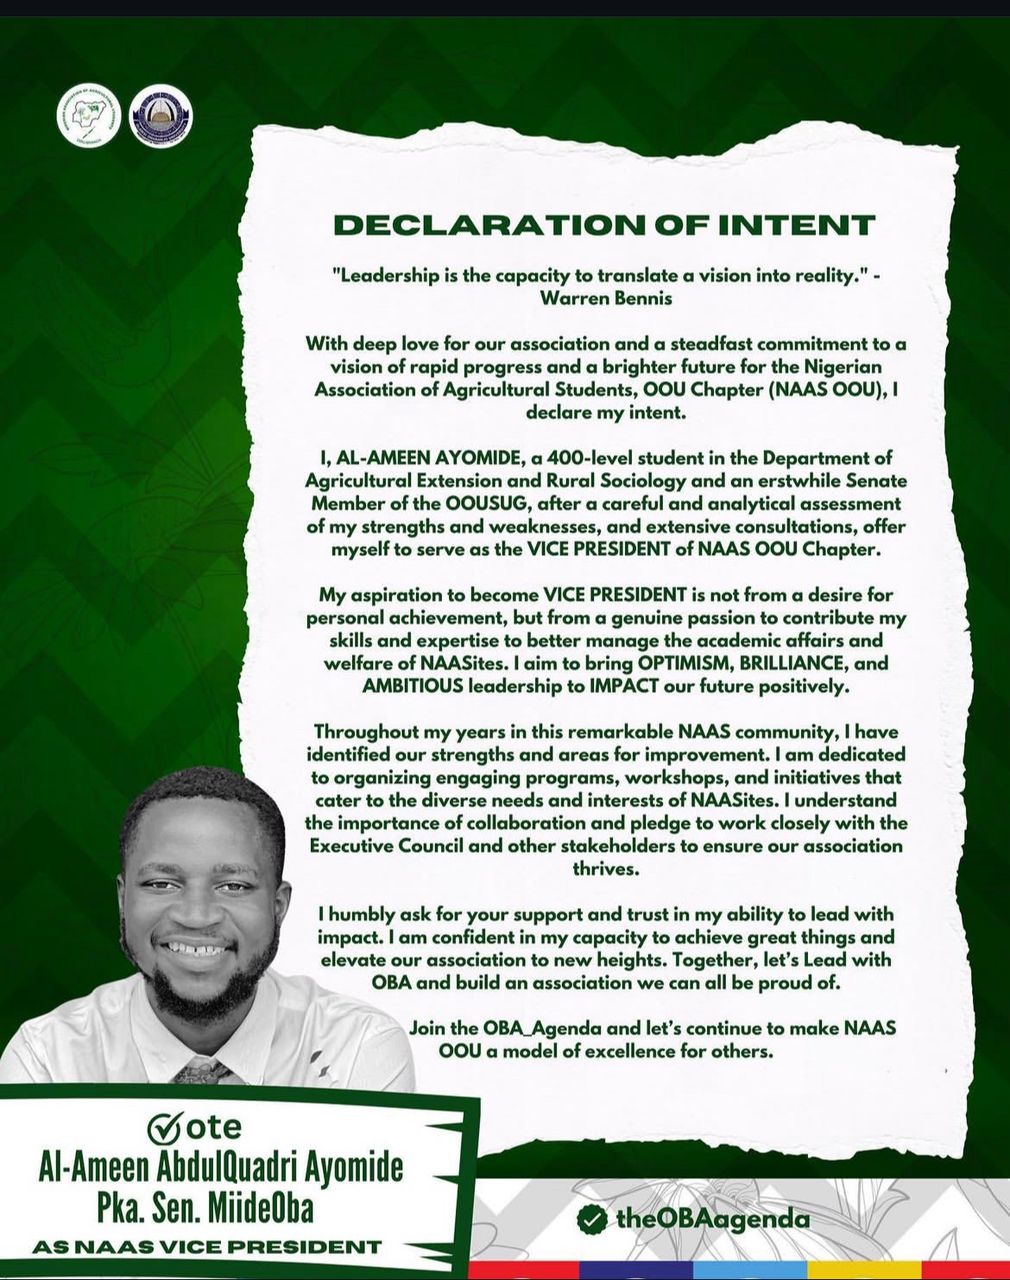 DECLARATION OF INTENT
"Leadership is the capacity to translate a vision into reality." -
Warren Bennis
With deep love for our association and a steadfast commitment to a
vision of rapid progress and a brighter future for the Nigerian
Association of Agricultural Students, OOU Chapter (NAAS OOU), I
declare my intent.
I, AL-AMEEN AYOMIDE, a 400-level student in the Department of
Agricultural Extension and Rural Sociology and an erstwhile Senate
Member of the OOUSUG, after a careful and analytical assessment
of my strengths and weaknesses, and extensive consultations, offer
myself to serve as the VICE PRESIDENT of NAAS OOU Chapter.
My aspiration to become VICE PRESIDENT is not from a desire for
personal achievement, but from a genuine passion to contribute my
skills and expertise to better manage the academic affairs and
welfare of NAASites. I aim to bring OPTIMISM, BRILLIANCE, and
AMBITIOUS leadership to IMPACT our future positively.
Throughout my years in this remarkable NAAS community, I have
identified our strengths and areas for improvement. I am dedicated
to organizing engaging programs, workshops, and initiatives that
cater to the diverse needs and interests of NAASites. I understand
the importance of collaboration and pledge to work closely with the
Executive Council and other stakeholders to ensure our association
thrives.
I humbly ask for your support and trust in my ability to lead with
impact. I am confident in my capacity to achieve great things and
elevate our association to new heights. Together, let's Lead with
OBA and build an association we can all be proud of.
Join the OBA_Agenda and let's continue to make NAAS
OOU a model of excellence for others.
Vote
Al-Ameen AbdulQuadri Ayomide
Pka. Sen. MiideOba
AS NAAS VICE PRESIDENT
theOBAagenda